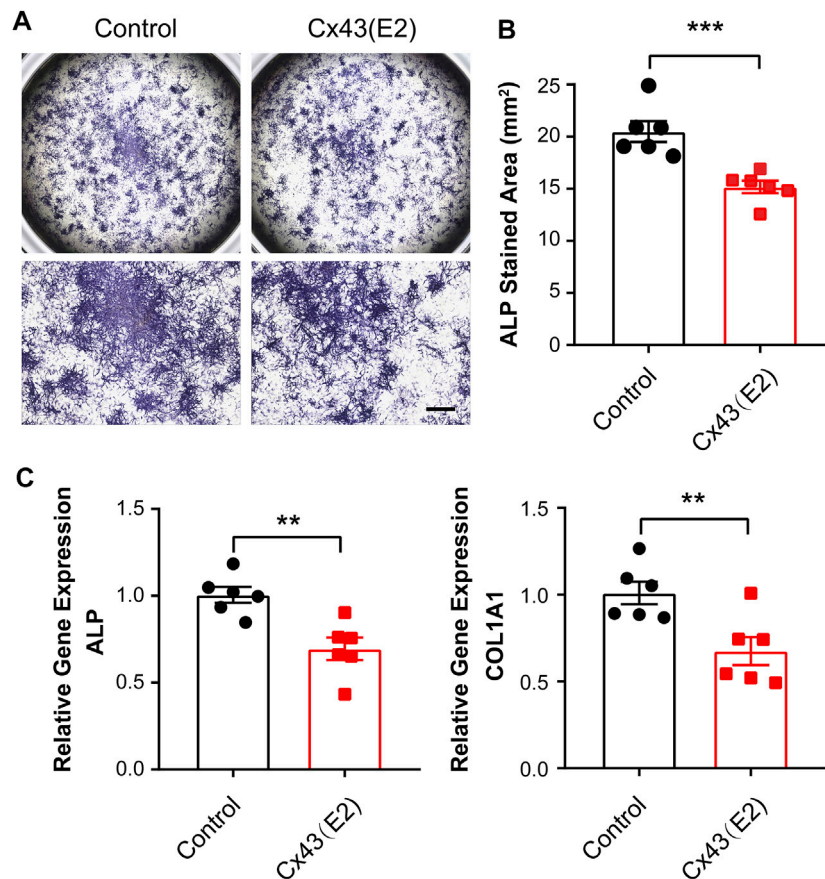 A
Control
Cx43(E2)
B
***
ALP Stained Area (mm²)
25
20
15
10
5
0
Control
Cx43(E2)
C
**
Relative Gene Expression
ALP
1.5
1.0
0.5
0.0
Control
Cx43(E2)
**
Relative Gene Expression
COL1A1
1.5
1.0
0.5
0.0
Control
Cx43(E2)